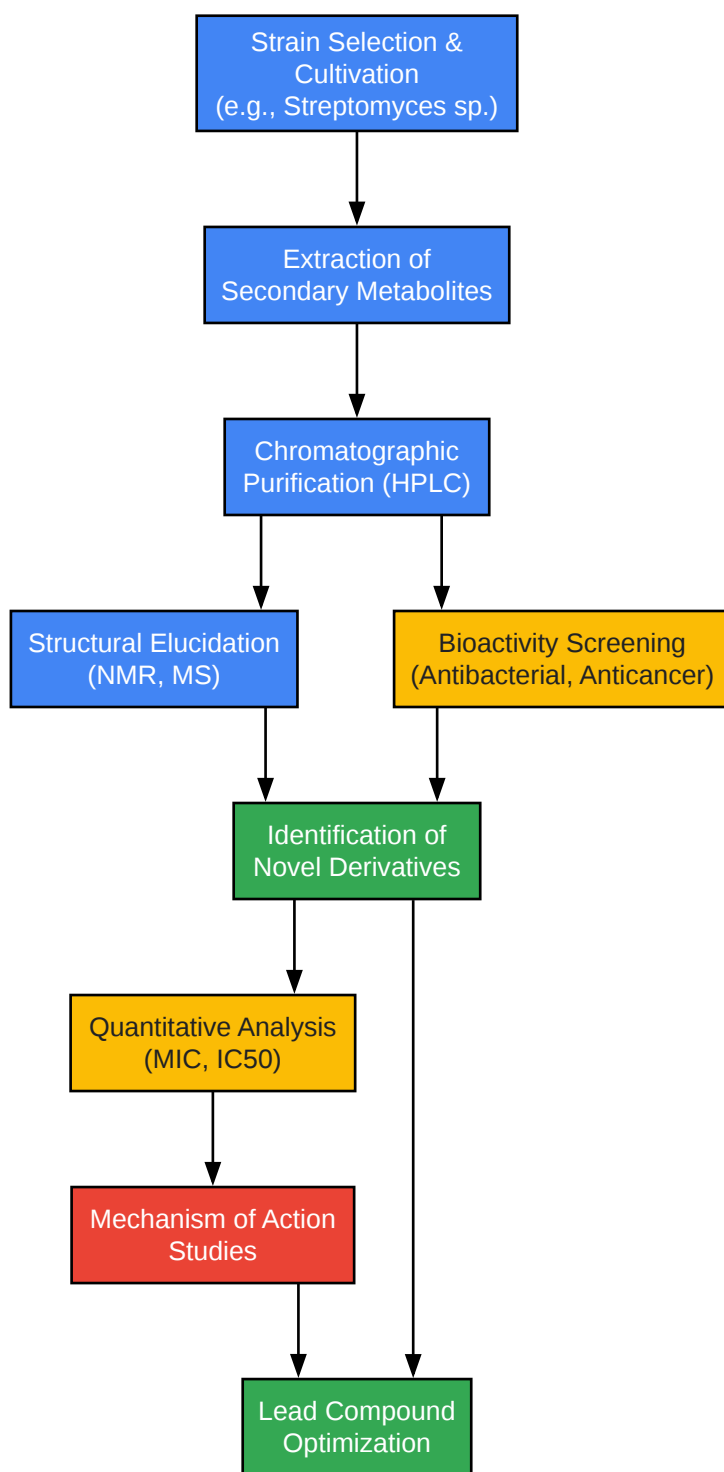 Strain Selection &
Cultivation
(e.g., Streptomyces sp.)
Extraction of
Secondary Metabolites
Chromatographic
Purification (HPLC)
Structural Elucidation
(NMR, MS)
Bioactivity Screening
(Antibacterial, Anticancer)
Identification of
Novel Derivatives
Quantitative Analysis
(MIC, IC50)
Mechanism of Action
Studies
Lead Compound
Optimization